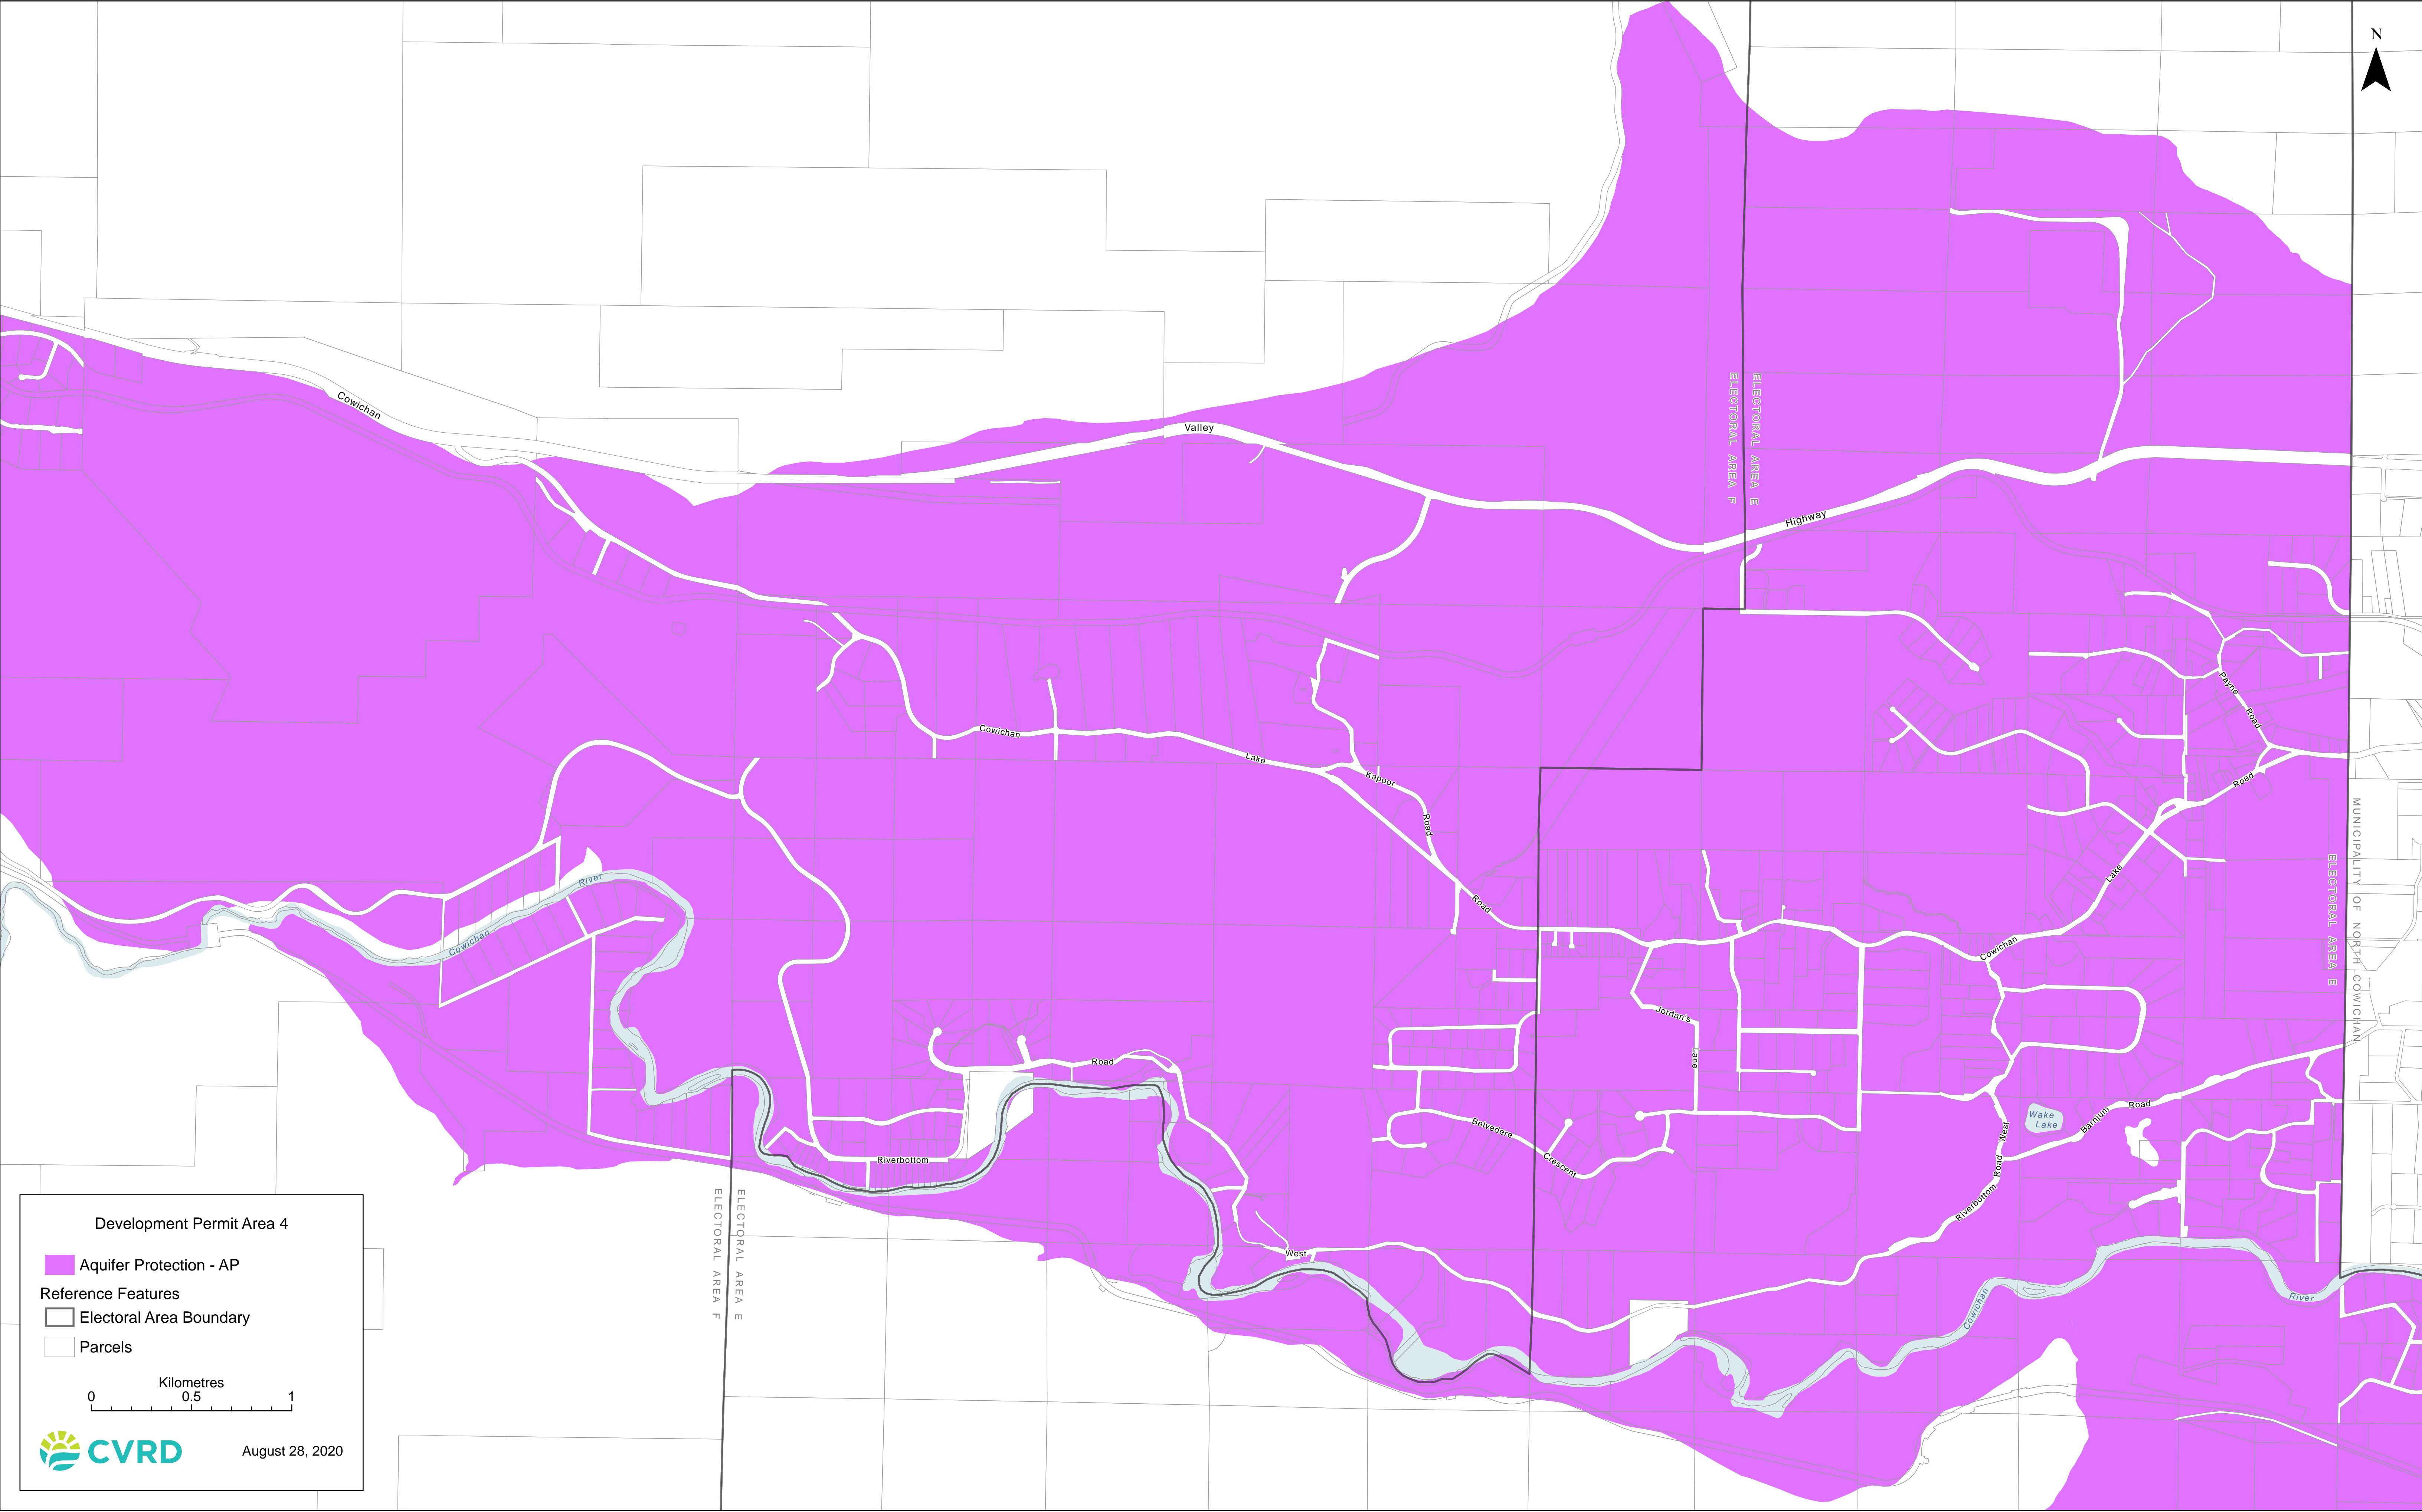 N
Cowichan
Valley
Highway
ELECTORAL AREA F
ELECTORAL AREA E
Payne
Road
Cowichan
Lake
Kapoor
Road
Road
Road
Lake
Cowichan
MUNICIPALITY OF NORTH COWICHAN
ELECTORAL AREA E
River
Cowichan
Jordan's
Lane
Road
Riverbottom
Belvedere
Crescent
Wake
Lake
Barnjum
Road
West
Road
Riverbottom
West
Cowichan
River
ELECTORAL AREA F
ELECTORAL AREA E
Development Permit Area 4
Aquifer Protection - AP
Reference Features
Electoral Area Boundary
Parcels
Kilometres
0 0.5 1
CVRD
August 28, 2020